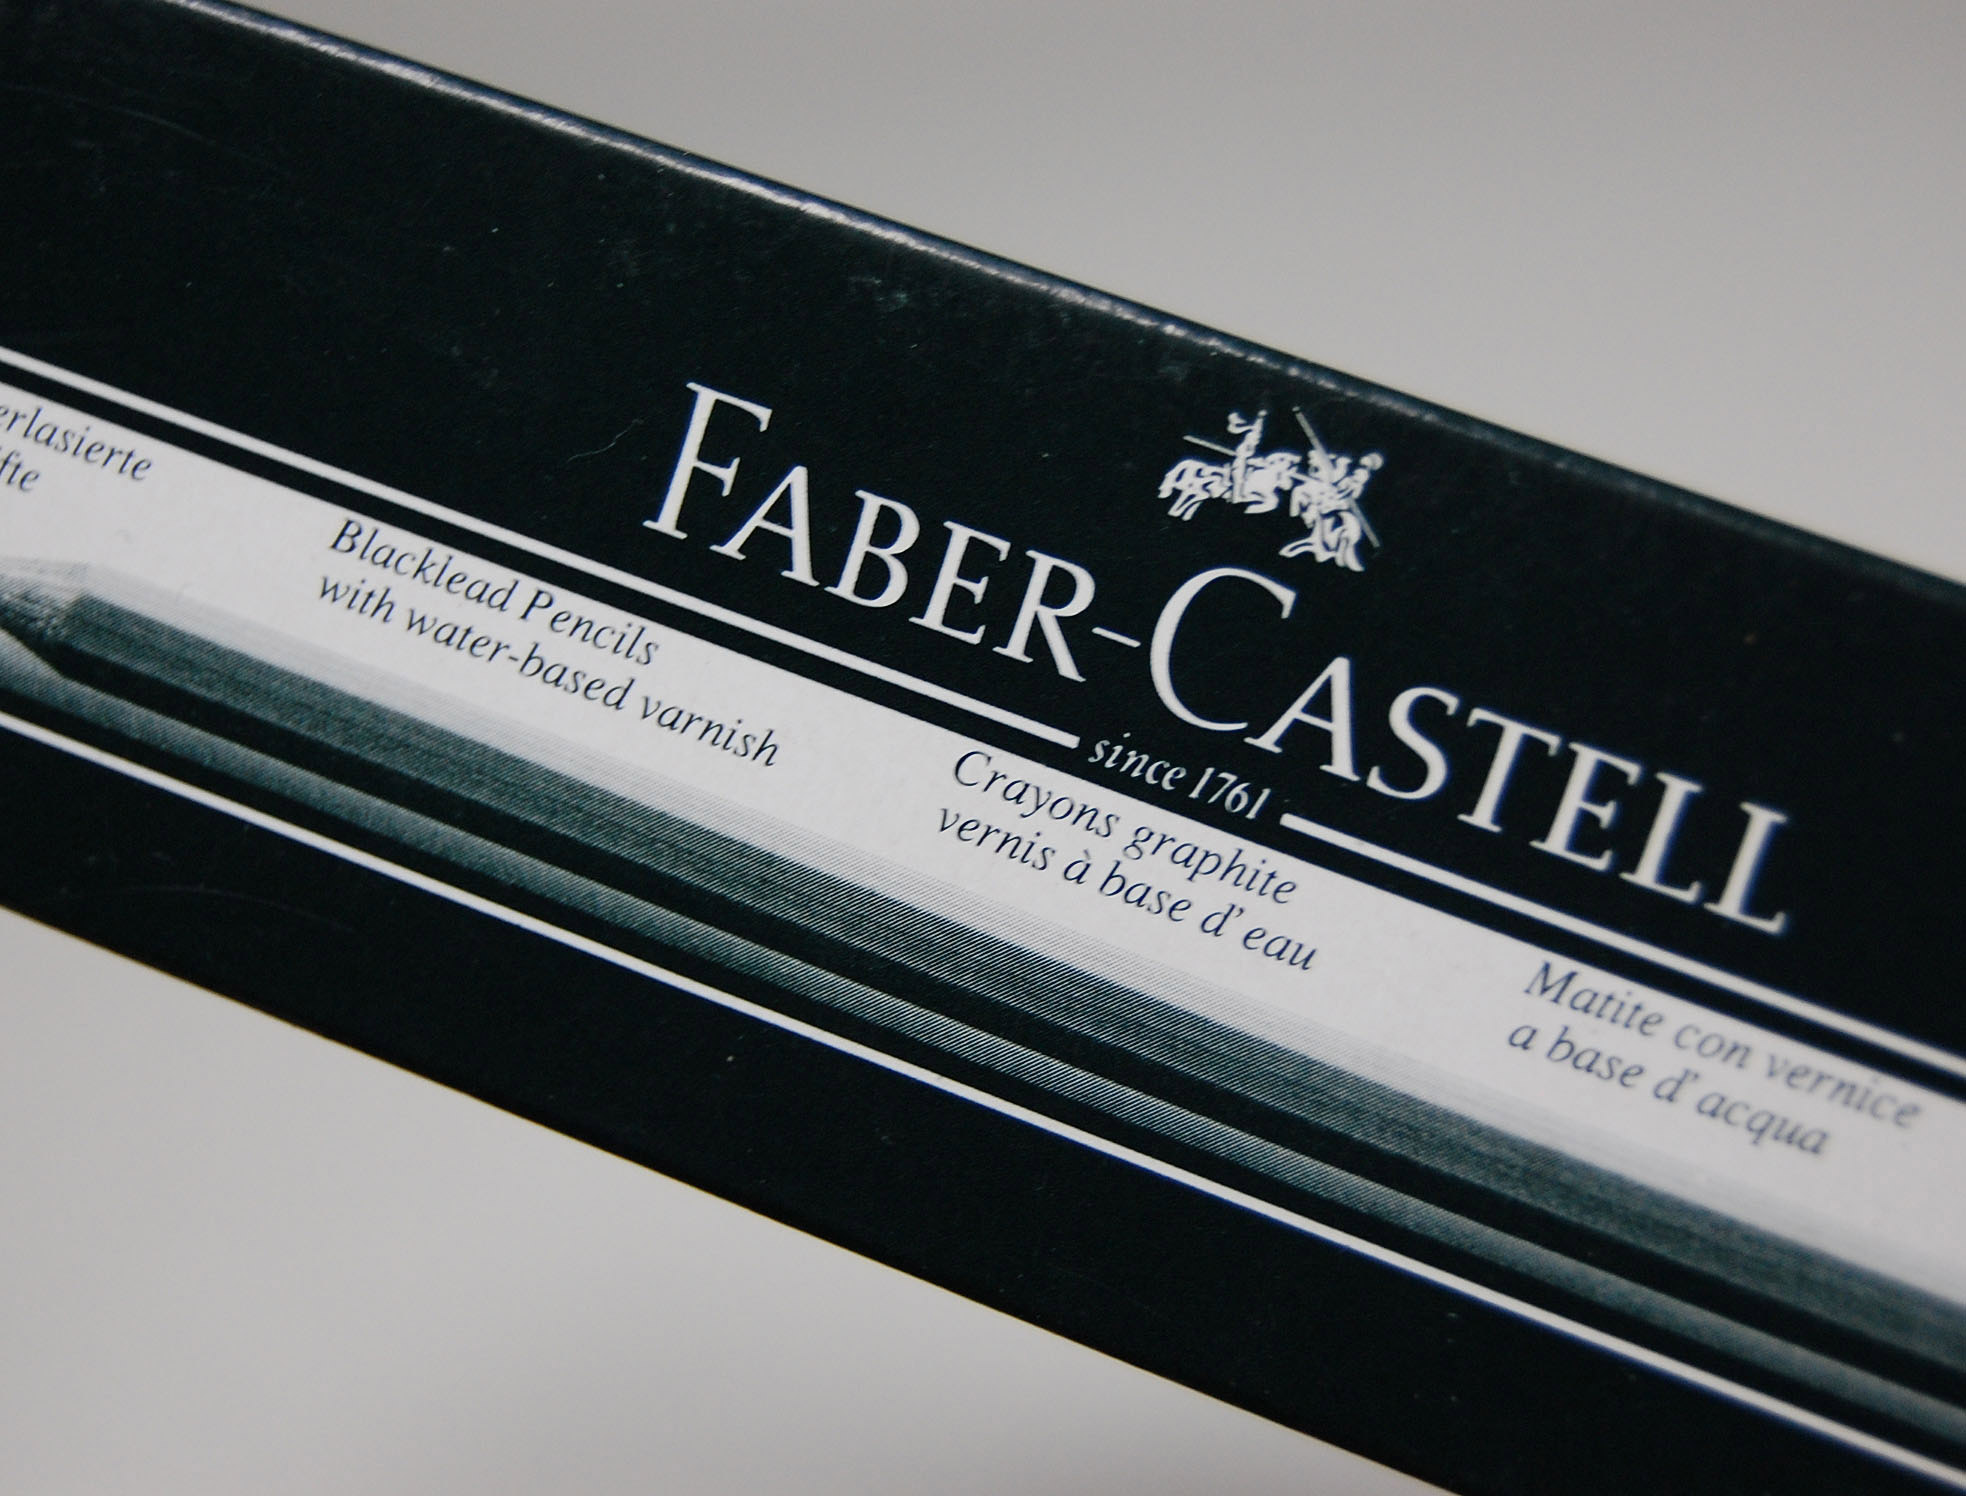 FABER-CASTELL
since 1761
Blacklead Pencils
with water-based varnish
Crayons graphite
vernis à base d'eau
Matite con vernice
a base d'acqua